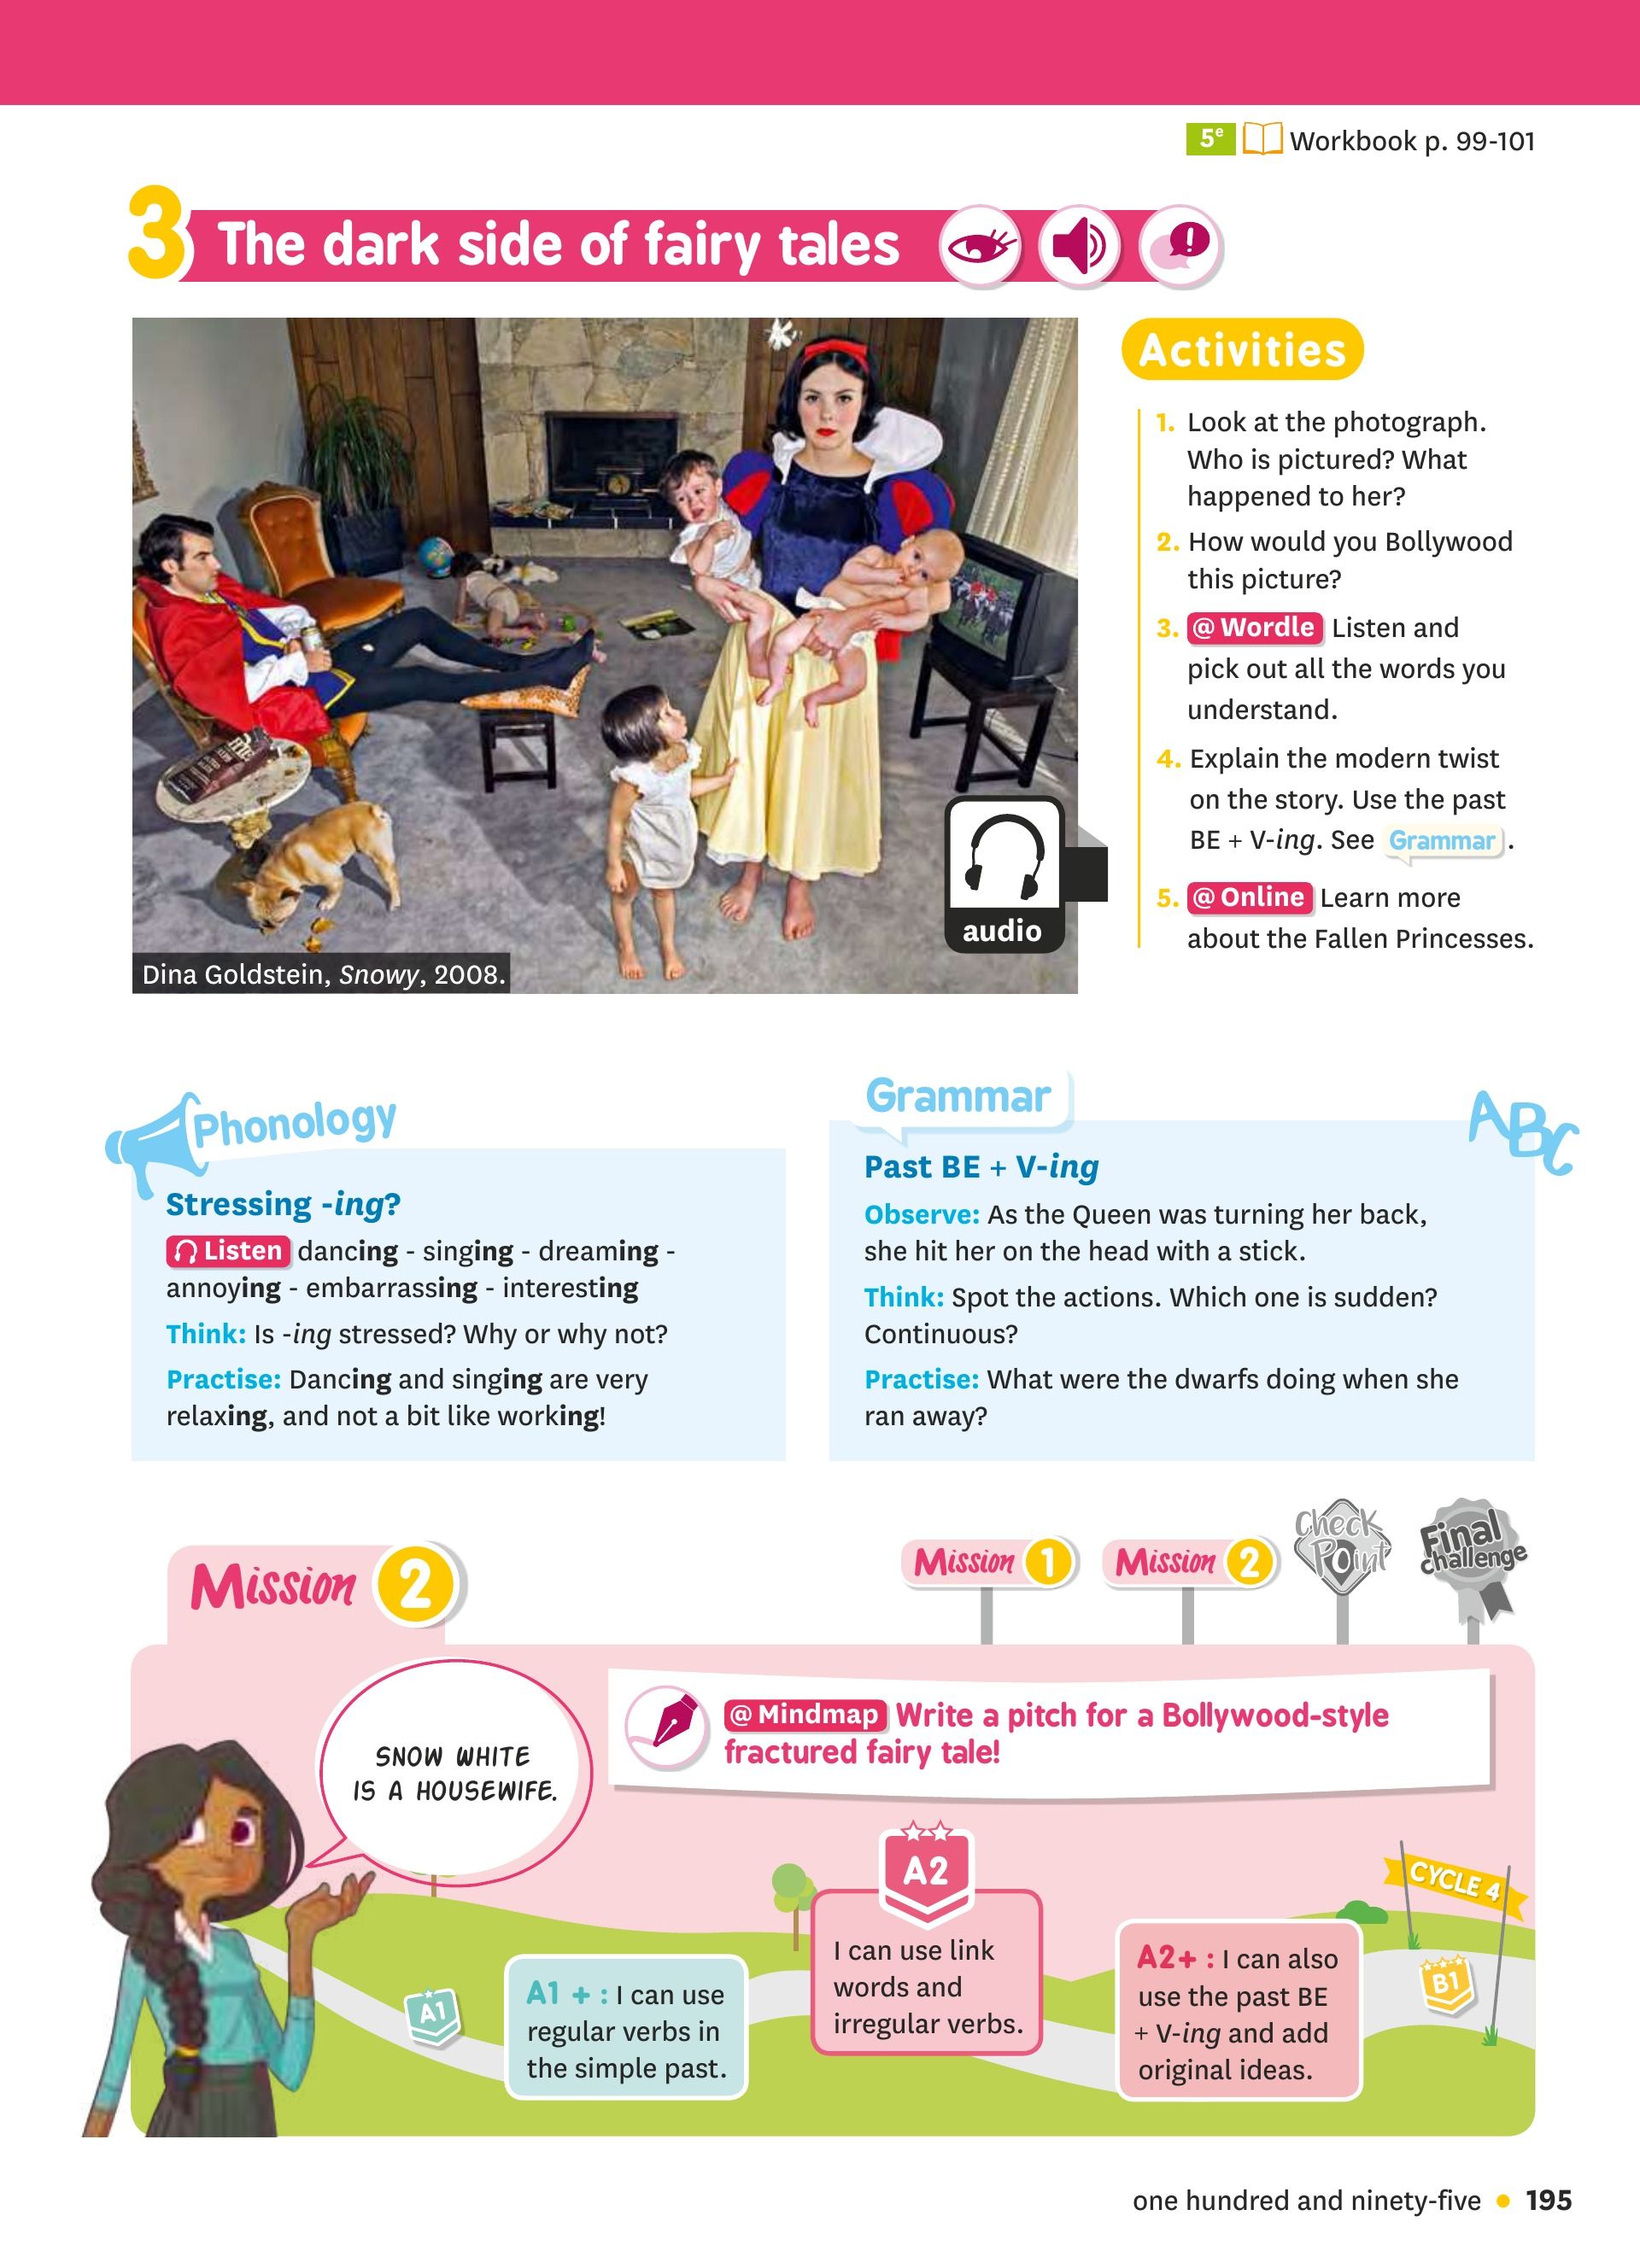 5e Workbook p. 99-101
3 The dark side of fairy tales
Dina Goldstein, Snowy, 2008.
audio
Activities
1. Look at the photograph.
Who is pictured? What
happened to her?
2. How would you Bollywood
this picture?
3. @ Wordle Listen and
pick out all the words you
understand.
4. Explain the modern twist
on the story. Use the past
BE + V-ing. See Grammar.
5. @ Online Learn more
about the Fallen Princesses.
Phonology
Stressing -ing?
Listen dancing - singing - dreaming -
annoying - embarrassing - interesting
Think: Is -ing stressed? Why or why not?
Practise: Dancing and singing are very
relaxing, and not a bit like working!
Grammar
ABC
Past BE + V-ing
Observe: As the Queen was turning her back,
she hit her on the head with a stick.
Think: Spot the actions. Which one is sudden?
Continuous?
Practise: What were the dwarfs doing when she
ran away?
Mission 2
Mission 1
Mission 2
Check
Point
Final
challenge
SNOW WHITE
IS A HOUSEWIFE.
@ Mindmap Write a pitch for a Bollywood-style
fractured fairy tale!
A1
A1 + : I can use
regular verbs in
the simple past.
A2
I can use link
words and
irregular verbs.
A2+ : I can also
use the past BE
+ V-ing and add
original ideas.
CYCLE 4
B1
one hundred and ninety-five • 195